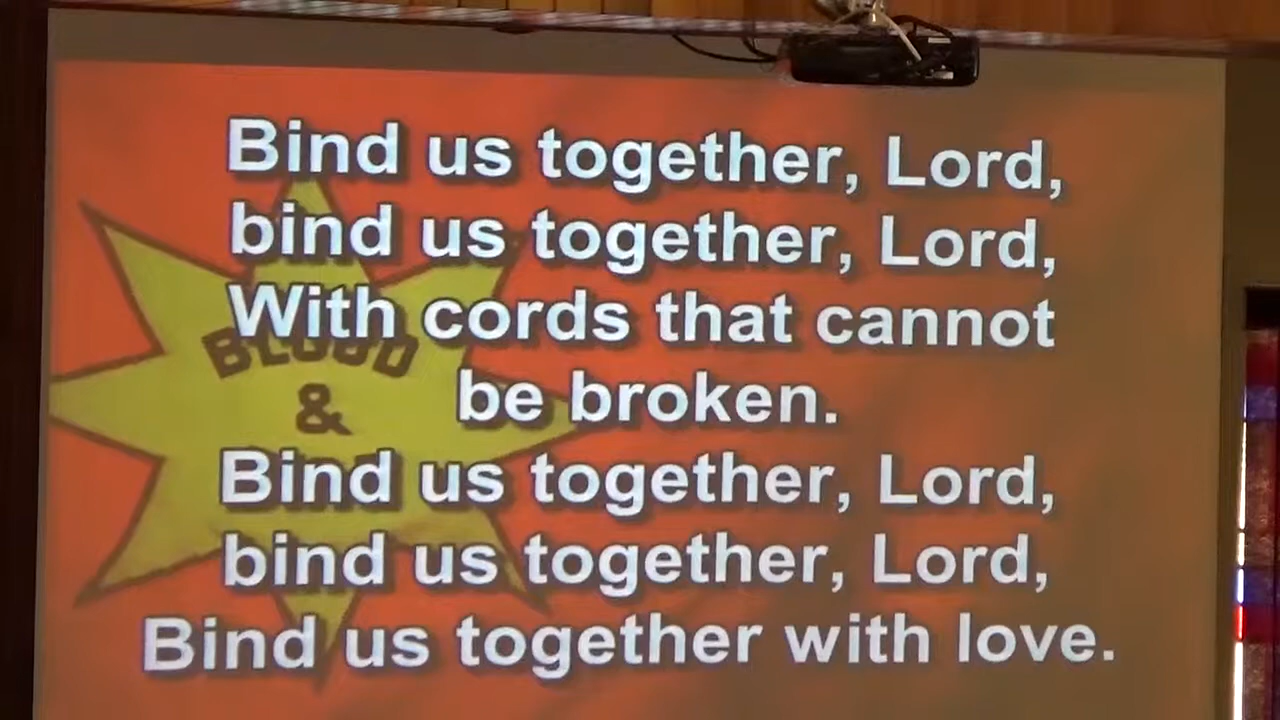 Bind us together, Lord,
bind us together, Lord,
With cords that cannot
be broken.
Bind us together, Lord,
bind us together, Lord,
Bind us together with love.
BLOOD
&